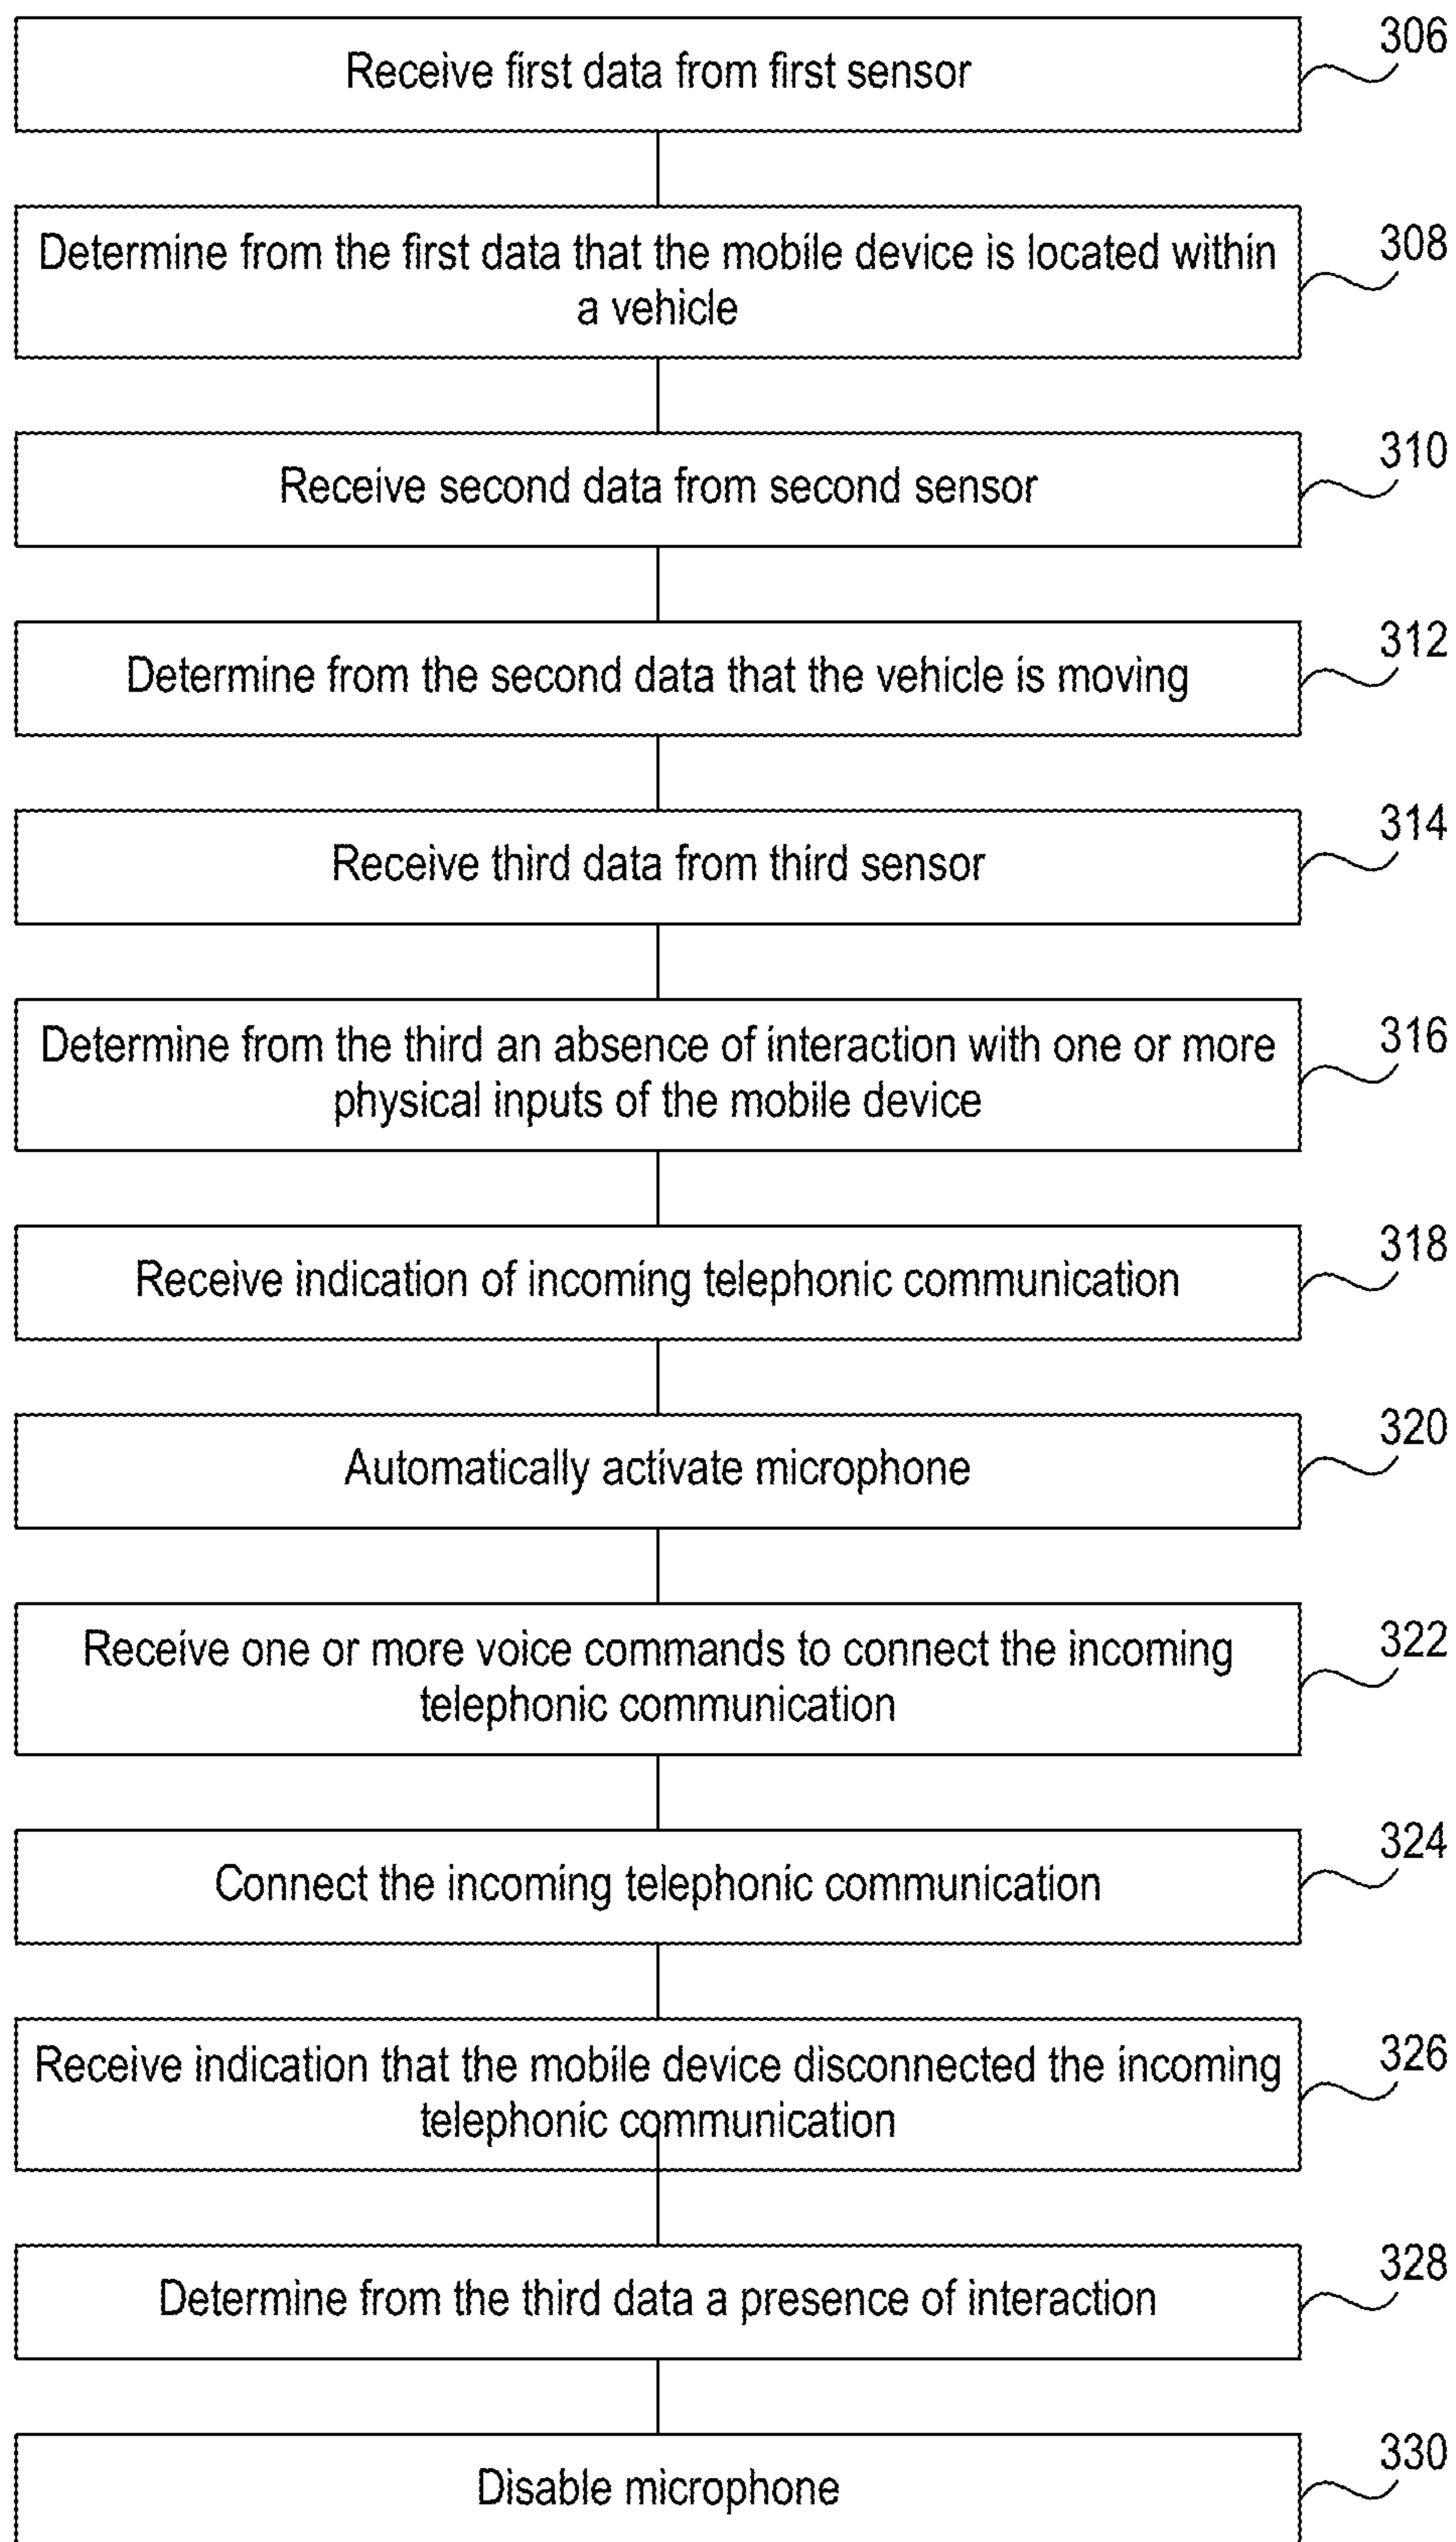 306
Receive first data from first sensor
308
Determine from the first data that the mobile device is located within
a vehicle
310
Receive second data from second sensor
312
Determine from the second data that the vehicle is moving
314
Receive third data from third sensor
316
Determine from the third an absence of interaction with one or more
physical inputs of the mobile device
318
Receive indication of incoming telephonic communication
320
Automatically activate microphone
322
Receive one or more voice commands to connect the incoming
telephonic communication
324
Connect the incoming telephonic communication
326
Receive indication that the mobile device disconnected the incoming
telephonic communication
328
Determine from the third data a presence of interaction
330
Disable microphone